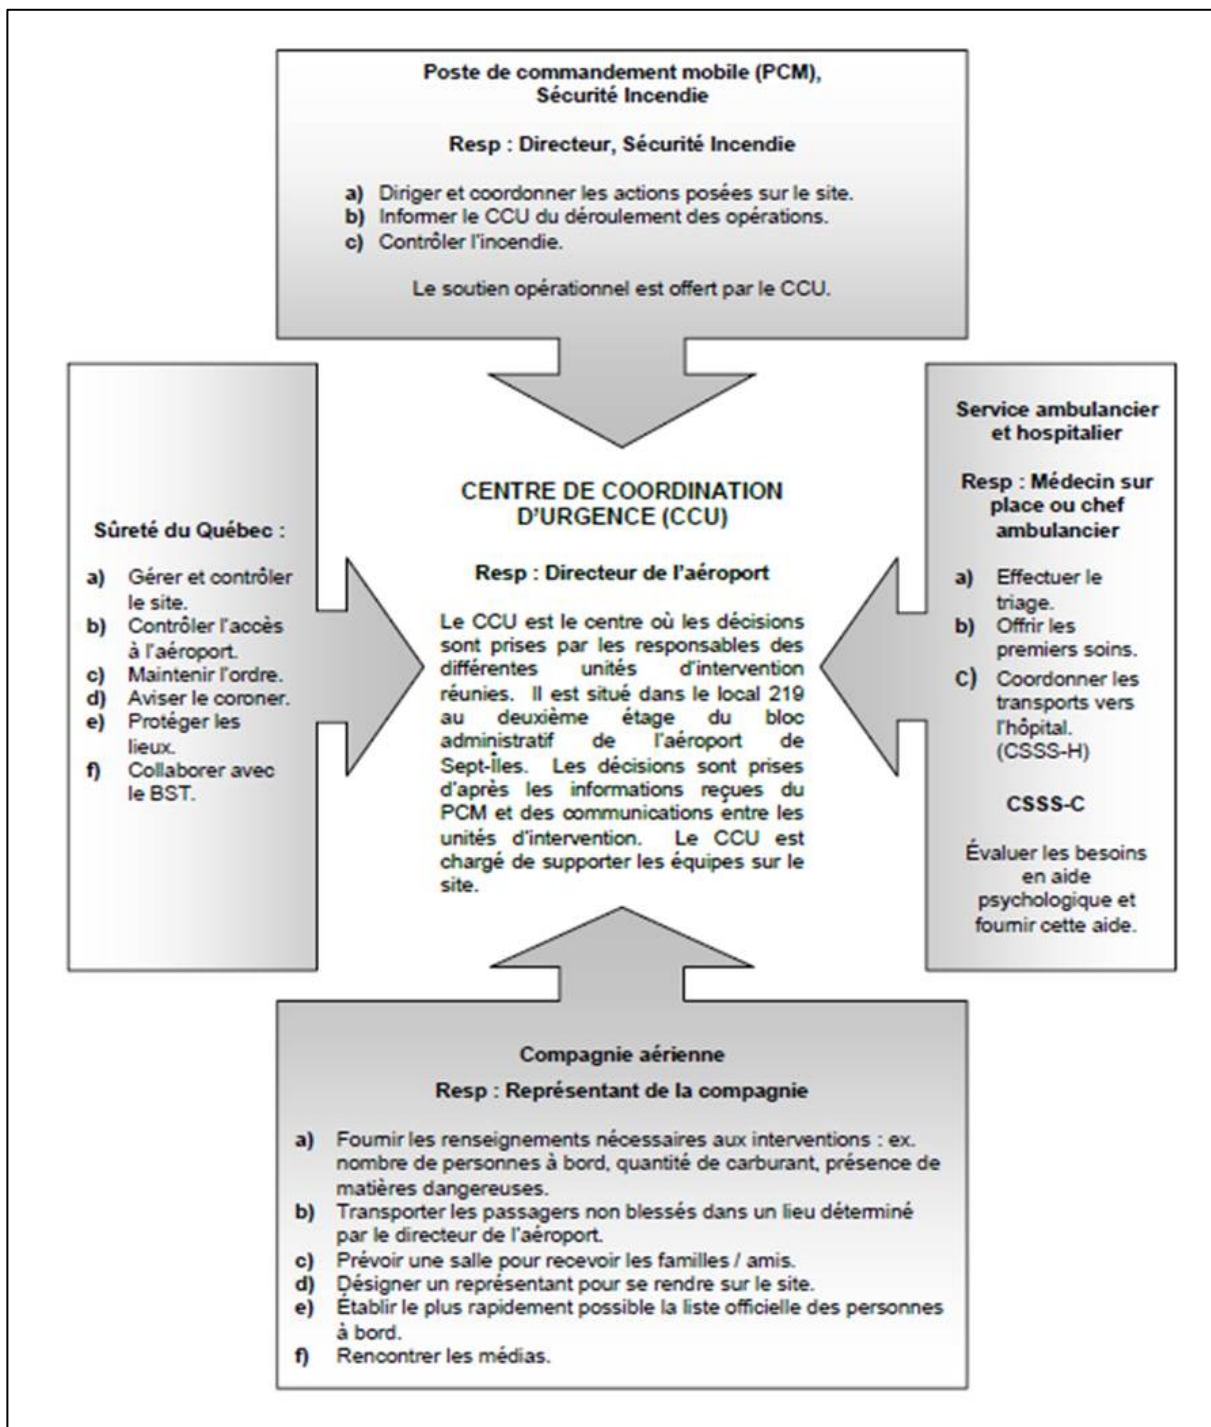 Poste de commandement mobile (PCM),
Sécurité Incendie
Resp : Directeur, Sécurité Incendie
a) Diriger et coordonner les actions posées sur le site.
b) Informer le CCU du déroulement des opérations.
c) Contrôler l'incendie.
Le soutien opérationnel est offert par le CCU.
Sûreté du Québec :
a) Gérer et contrôler
le site.
b) Contrôler l'accès
à l'aéroport.
c) Maintenir l'ordre.
d) Aviser le coroner.
e) Protéger les
lieux.
f) Collaborer avec
le BST.
CENTRE DE COORDINATION
D'URGENCE (CCU)
Resp : Directeur de l'aéroport
Le CCU est le centre où les décisions
sont prises par les responsables des
différentes unités d'intervention
réunies. Il est situé dans le local 219
au deuxième étage du bloc
administratif de l'aéroport de
Sept-Îles. Les décisions sont prises
d'après les informations reçues du
PCM et des communications entre les
unités d'intervention. Le CCU est
chargé de supporter les équipes sur le
site.
Service ambulancier
et hospitalier
Resp : Médecin sur
place ou chef
ambulancier
a) Effectuer le
triage.
b) Offrir les
premiers soins.
C) Coordonner les
transports vers
l'hôpital.
(CSSS-H)
CSSS-C
Évaluer les besoins
en aide
psychologique et
fournir cette aide.
Compagnie aérienne
Resp : Représentant de la compagnie
a) Fournir les renseignements nécessaires aux interventions : ex.
nombre de personnes à bord, quantité de carburant, présence de
matières dangereuses.
b) Transporter les passagers non blessés dans un lieu déterminé
par le directeur de l'aéroport.
c) Prévoir une salle pour recevoir les familles / amis.
d) Désigner un représentant pour se rendre sur le site.
e) Établir le plus rapidement possible la liste officielle des personnes
à bord.
f) Rencontrer les médias.